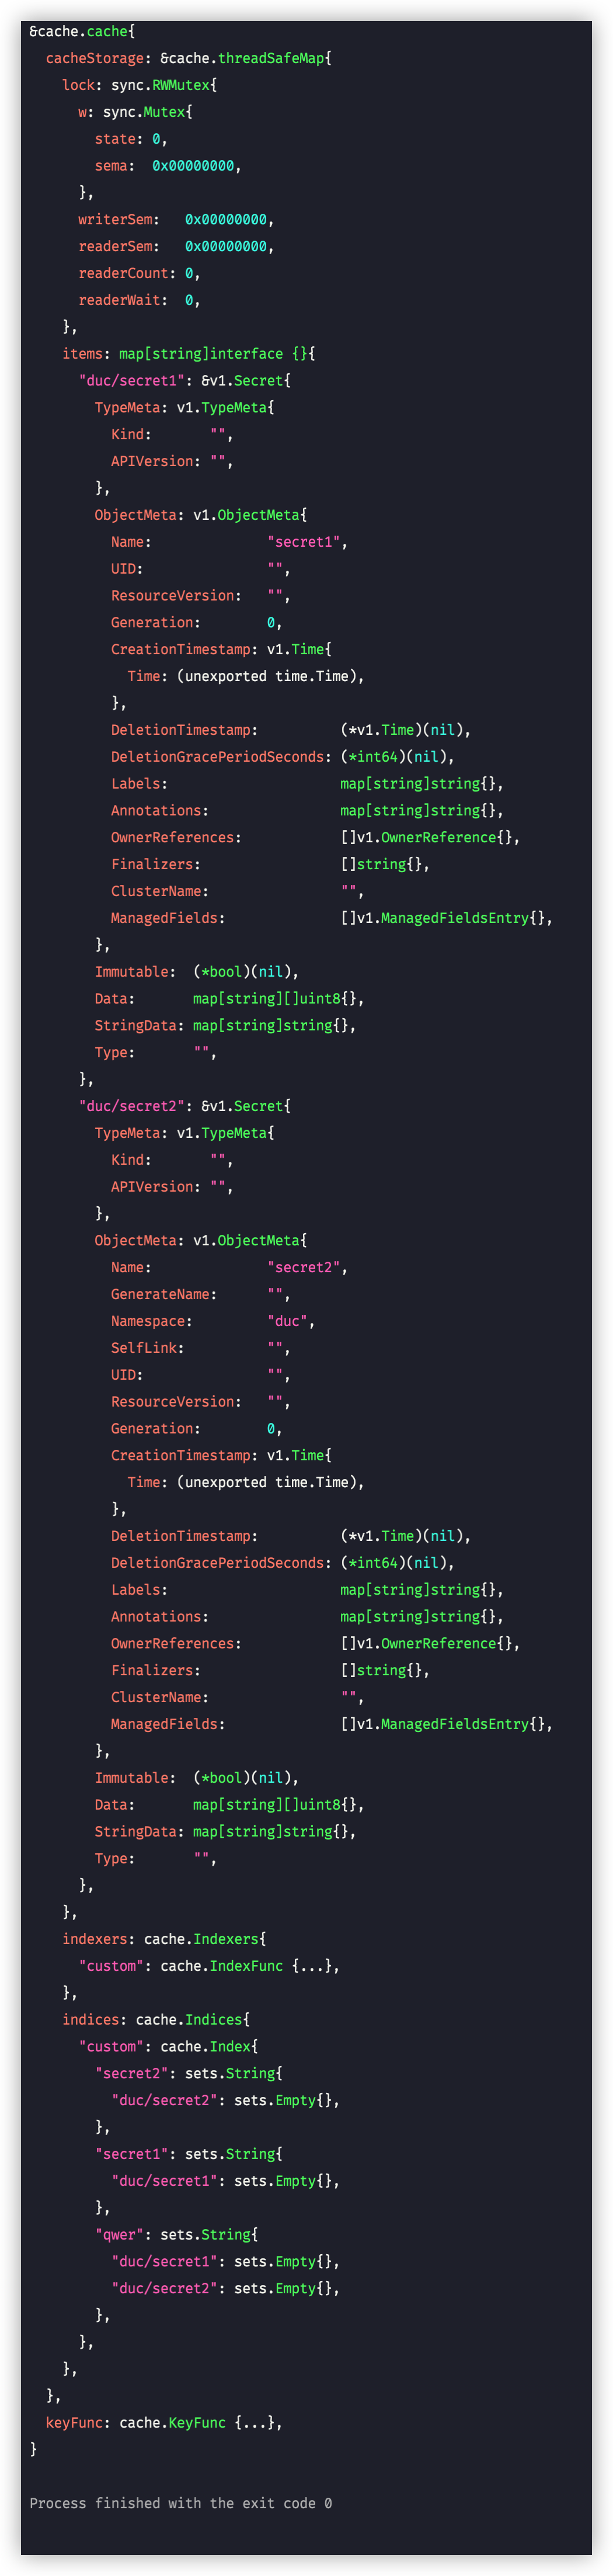 &cache.cache{
  cacheStorage: &cache.threadSafeMap{
    lock: sync.RWMutex{
      w: sync.Mutex{
        state: 0,
        sema:  0x00000000,
      },
      writerSem:   0x00000000,
      readerSem:   0x00000000,
      readerCount: 0,
      readerWait:  0,
    },
    items: map[string]interface {}{
      "duc/secret1": &v1.Secret{
        TypeMeta: v1.TypeMeta{
          Kind:       "",
          APIVersion: "",
        },
        ObjectMeta: v1.ObjectMeta{
          Name:              "secret1",
          UID:               "",
          ResourceVersion:   "",
          Generation:        0,
          CreationTimestamp: v1.Time{
            Time: (unexported time.Time),
          },
          DeletionTimestamp:          (*v1.Time)(nil),
          DeletionGracePeriodSeconds: (*int64)(nil),
          Labels:                     map[string]string{},
          Annotations:                map[string]string{},
          OwnerReferences:            []v1.OwnerReference{},
          Finalizers:                 []string{},
          ClusterName:                "",
          ManagedFields:              []v1.ManagedFieldsEntry{},
        },
        Immutable:  (*bool)(nil),
        Data:       map[string][]uint8{},
        StringData: map[string]string{},
        Type:       "",
      },
      "duc/secret2": &v1.Secret{
        TypeMeta: v1.TypeMeta{
          Kind:       "",
          APIVersion: "",
        },
        ObjectMeta: v1.ObjectMeta{
          Name:              "secret2",
          GenerateName:      "",
          Namespace:         "duc",
          SelfLink:          "",
          UID:               "",
          ResourceVersion:   "",
          Generation:        0,
          CreationTimestamp: v1.Time{
            Time: (unexported time.Time),
          },
          DeletionTimestamp:          (*v1.Time)(nil),
          DeletionGracePeriodSeconds: (*int64)(nil),
          Labels:                     map[string]string{},
          Annotations:                map[string]string{},
          OwnerReferences:            []v1.OwnerReference{},
          Finalizers:                 []string{},
          ClusterName:                "",
          ManagedFields:              []v1.ManagedFieldsEntry{},
        },
        Immutable:  (*bool)(nil),
        Data:       map[string][]uint8{},
        StringData: map[string]string{},
        Type:       "",
      },
    },
    indexers: cache.Indexers{
      "custom": cache.IndexFunc {...},
    },
    indices: cache.Indices{
      "custom": cache.Index{
        "secret2": sets.String{
          "duc/secret2": sets.Empty{},
        },
        "secret1": sets.String{
          "duc/secret1": sets.Empty{},
        },
        "qwer": sets.String{
          "duc/secret1": sets.Empty{},
          "duc/secret2": sets.Empty{},
        },
      },
    },
  },
  keyFunc: cache.KeyFunc {...},
}
Process finished with the exit code 0